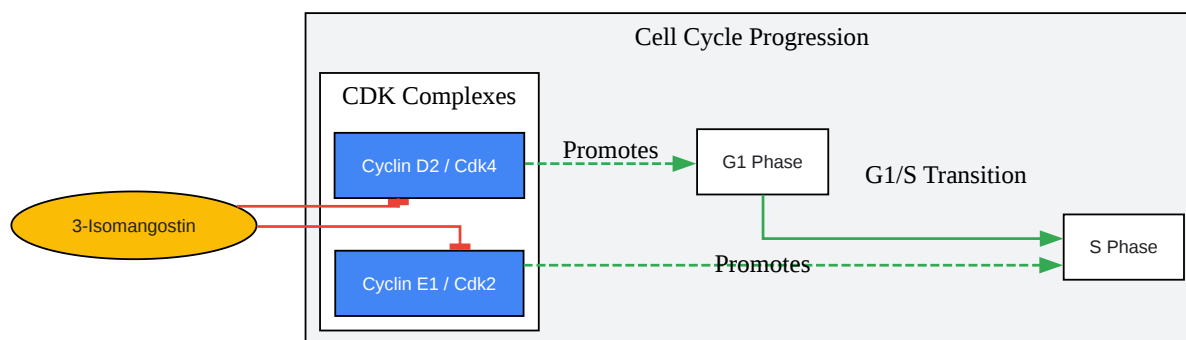 Cell Cycle Progression
CDK Complexes
Cyclin D2 / Cdk4
Promotes
G1 Phase
G1/S Transition
3-Isomangostin
S Phase
Cyclin E1 / Cdk2
Promotes